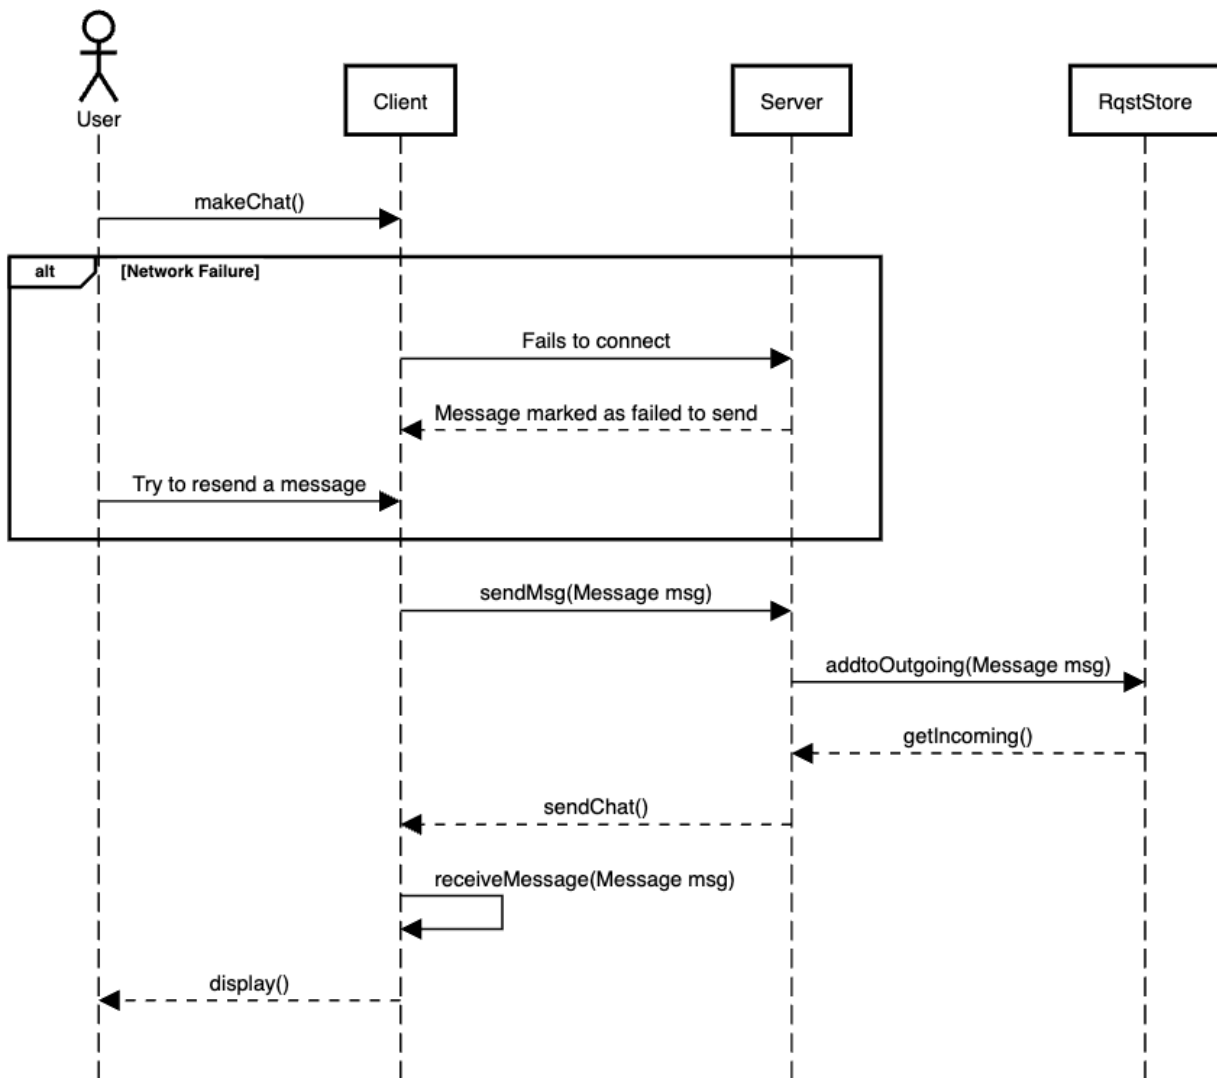 User
Client
Server
RqstStore
makeChat()
alt
[Network Failure]
Fails to connect
Message marked as failed to send
Try to resend a message
sendMsg(Message msg)
addtoOutgoing(Message msg)
getIncoming()
sendChat()
receiveMessage(Message msg)
display()